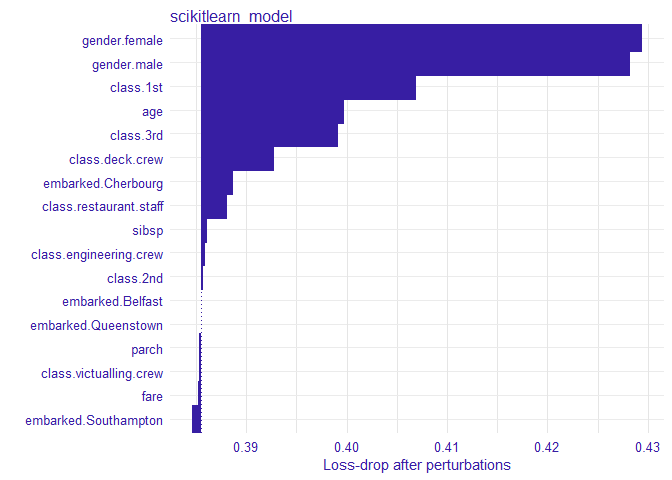 scikitlearn_model
gender.female
gender.male
class.1st
age
class.3rd
class.deck.crew
embarked.Cherbourg
class.restaurant.staff
sibsp
class.engineering.crew
class.2nd
embarked.Belfast
embarked.Queenstown
parch
class.victualling.crew
fare
embarked.Southampton
0.39 0.40 0.41 0.42 0.43
Loss-drop after perturbations